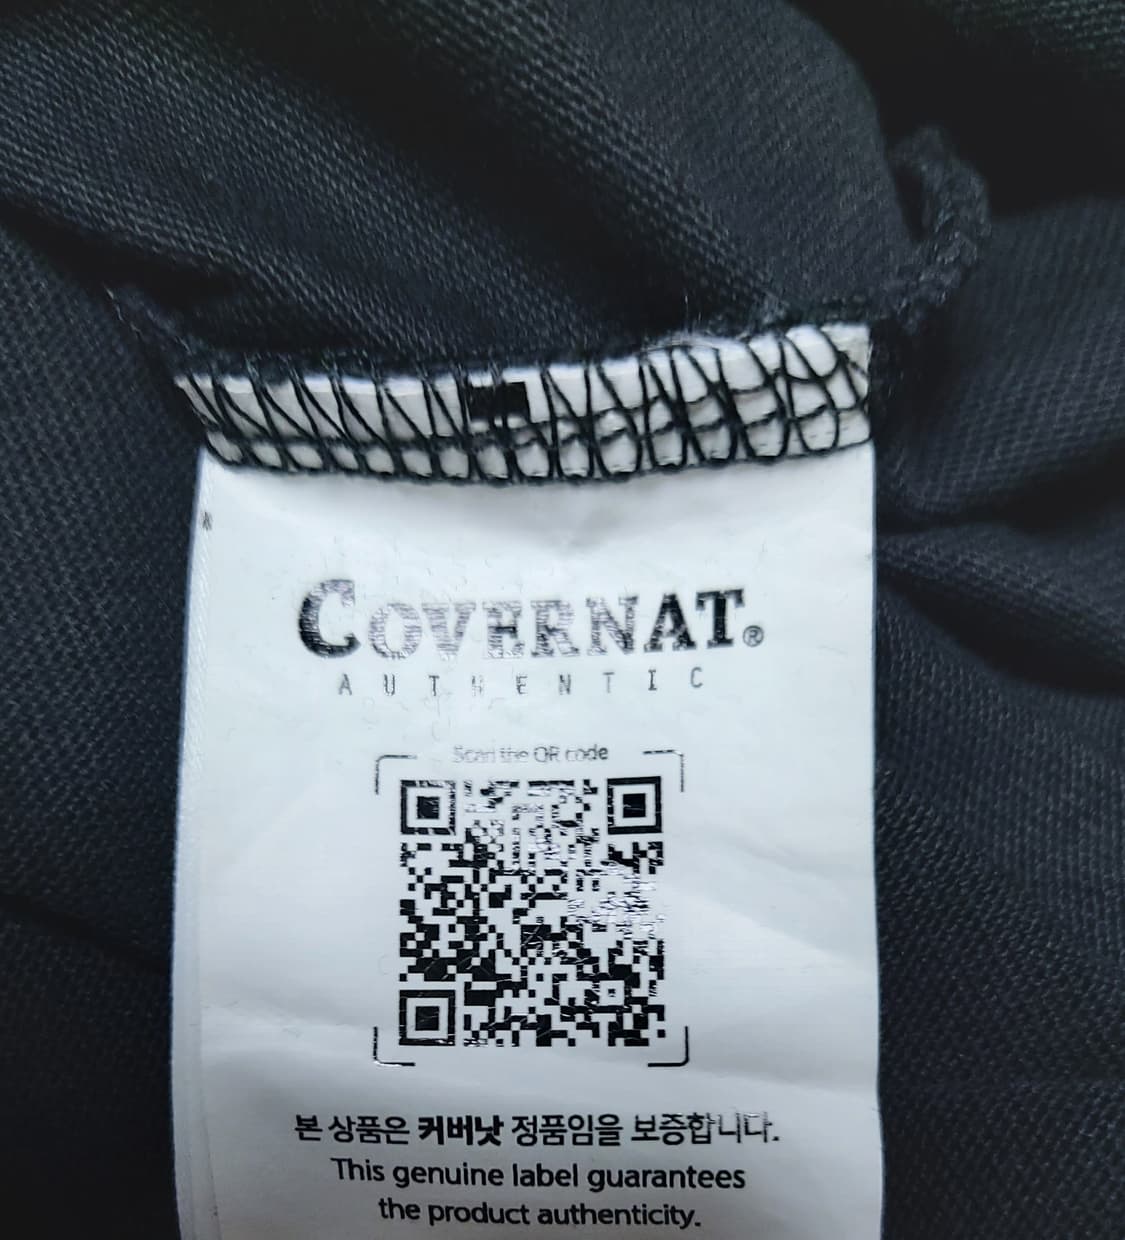 COVERNAT®
AUTHENTIC
Scan the QR code
본 상품은 커버낫 정품임을 보증합니다.
This genuine label guarantees
the product authenticity.